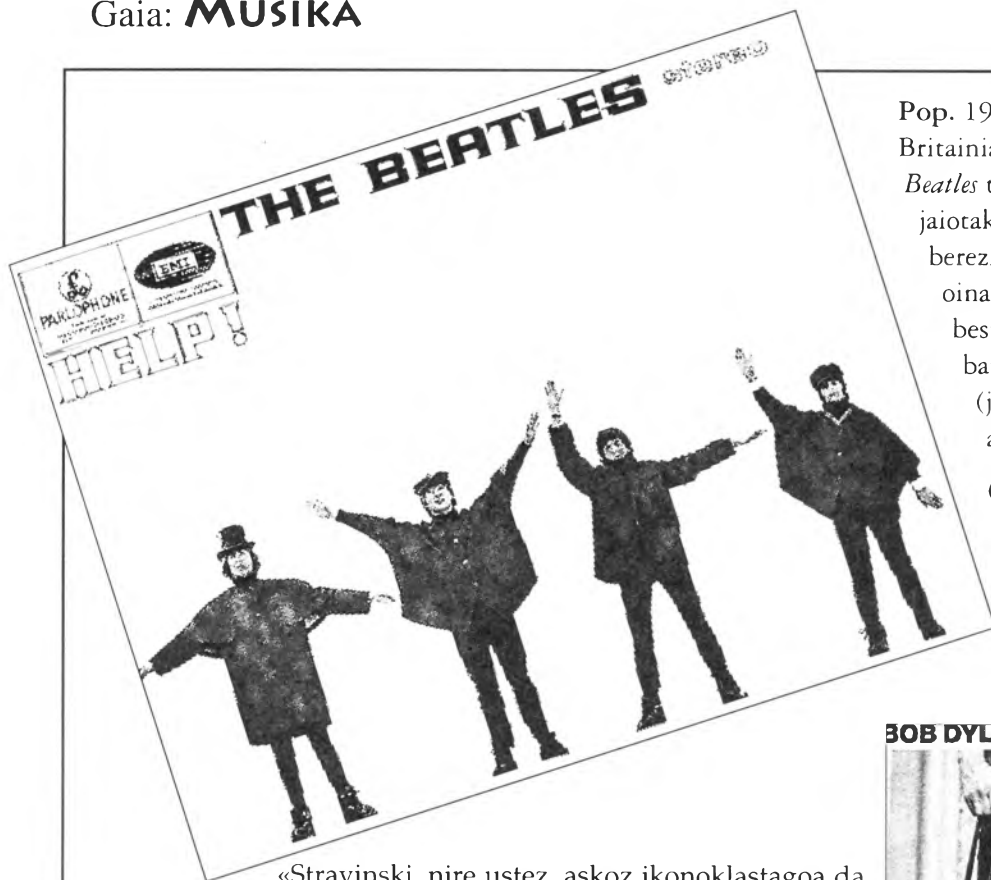 Gaia: MUSIKA
THE BEATLES stereo
PARLOPHONE
EMI
HELP!
Pop. 19
Britainia
Beatles
jaiotak
berez
oina
bes
ba
(j
a
BOB DYL
«Stravinski, nire ustez, askoz ikonoklastagoa da